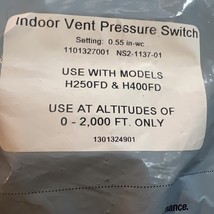 Indoor Vent Pressure Switch
Setting: 0.55 in-wc
1101327001 NS2-1137-01
USE WITH MODELS
H250FD & H400FD
USE AT ALTITUDES OF
0 - 2,000 FT. ONLY
1301324901